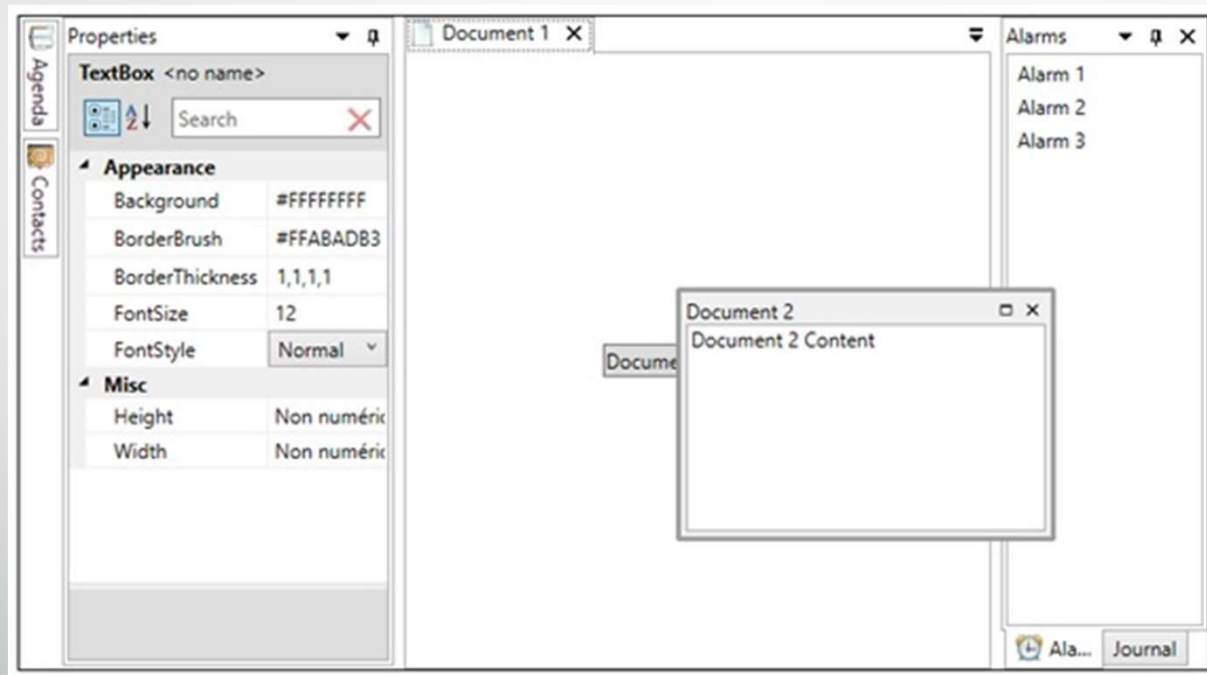 Agenda
Contacts
Properties
TextBox <no name>
Search
Appearance
Background #FFFFFFFF
BorderBrush #FFABADB3
BorderThickness 1,1,1,1
FontSize 12
FontStyle Normal
Misc
Height Non numéric
Width Non numéric
Document 1
Docume
Document 2
Document 2 Content
Alarms
Alarm 1
Alarm 2
Alarm 3
Ala... Journal